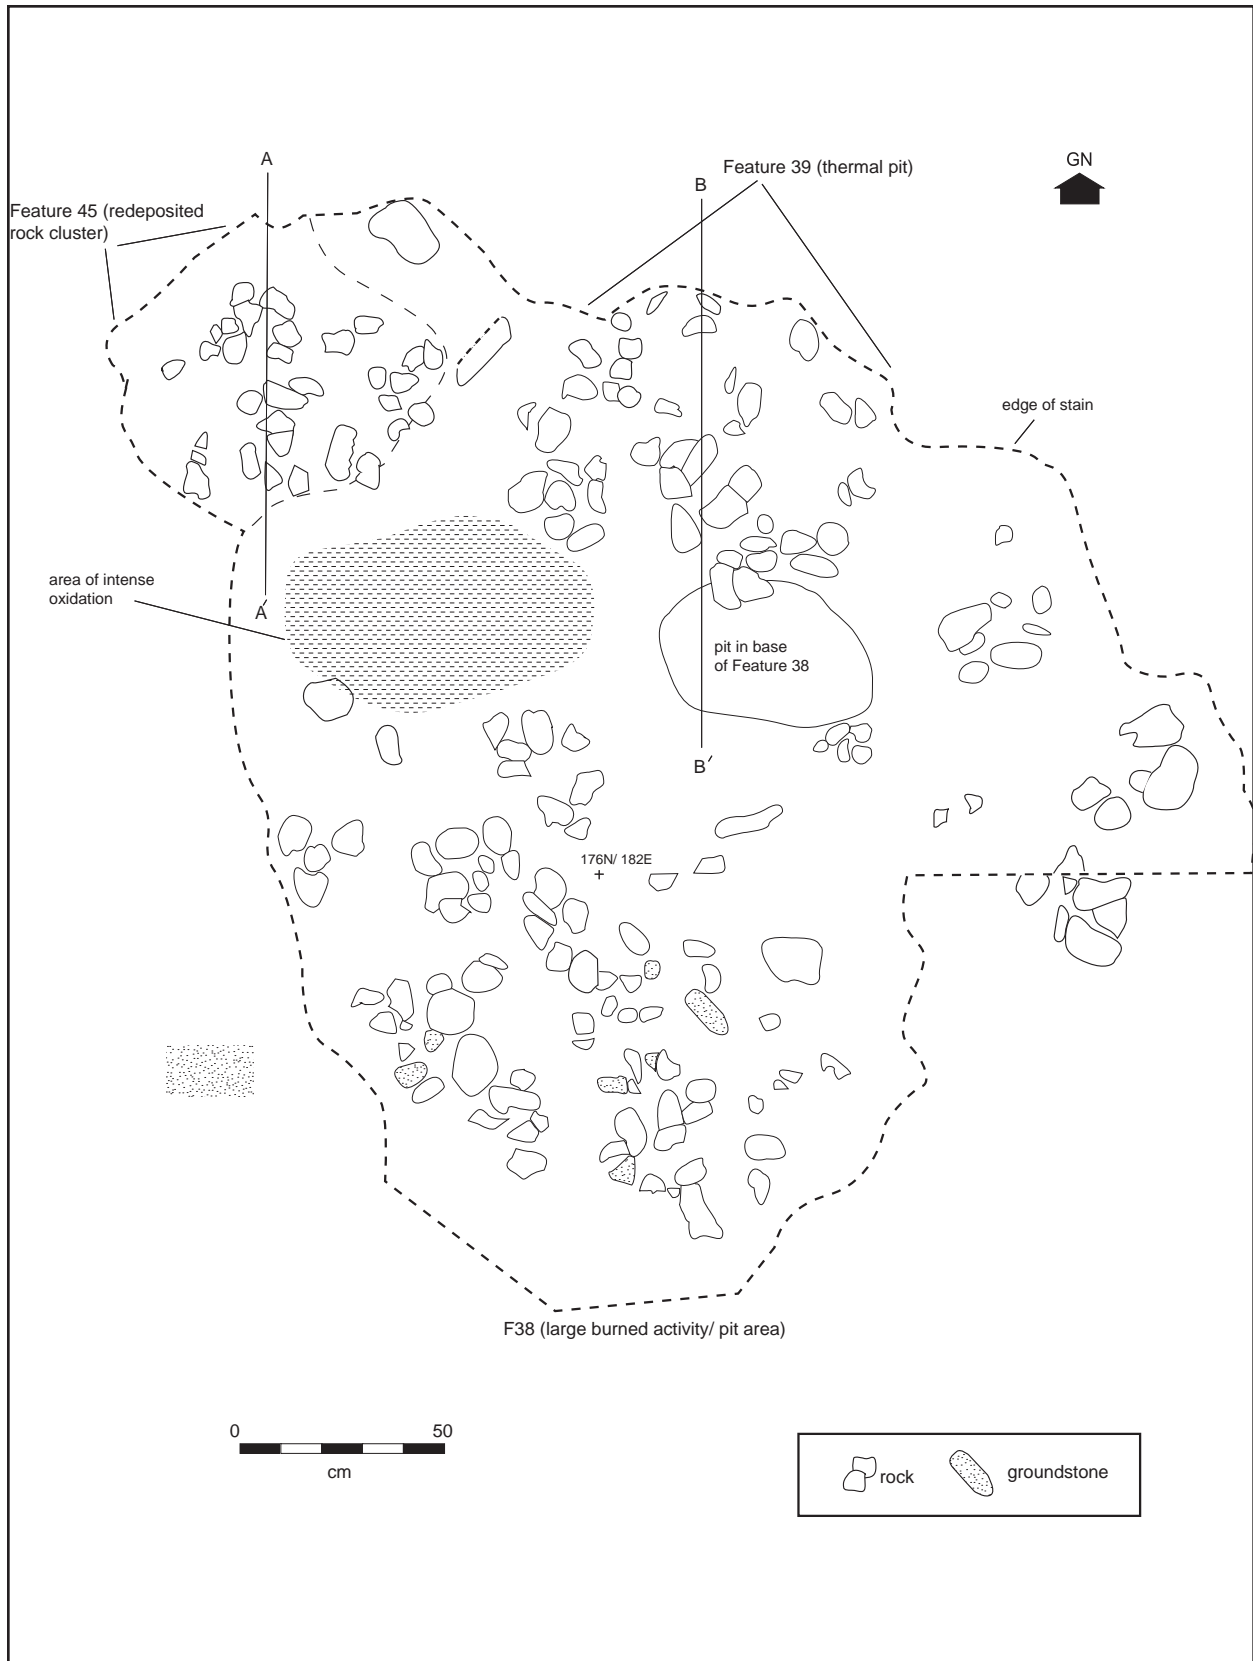 A
Feature 39 (thermal pit)
GN
B
Feature 45 (redeposited
rock cluster)
edge of stain
area of intense
oxidation
A′
pit in base
of Feature 38
B′
176N/ 182E
F38 (large burned activity/ pit area)
0 50
cm
rock
groundstone